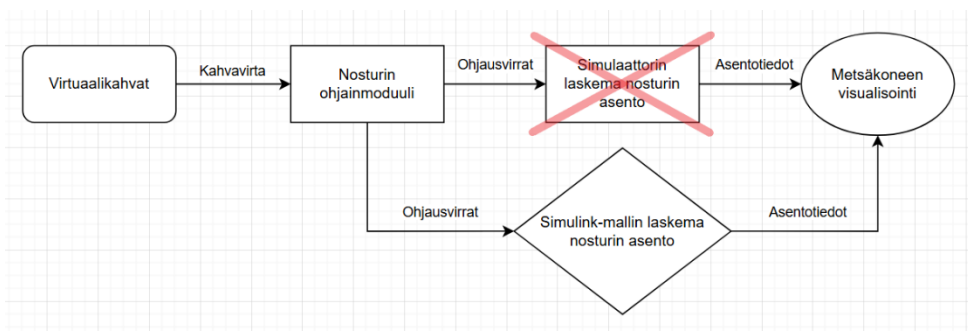 Virtuaalikahvat
Kahvavirta
Nosturin
ohjainmoduuli
Ohjausvirrat
Simulaattorin
laskema nosturin
asento
Asentotiedot
Metsäkoneen
visualisointi
Ohjausvirrat
Simulink-mallin laskema
nosturin asento
Asentotiedot